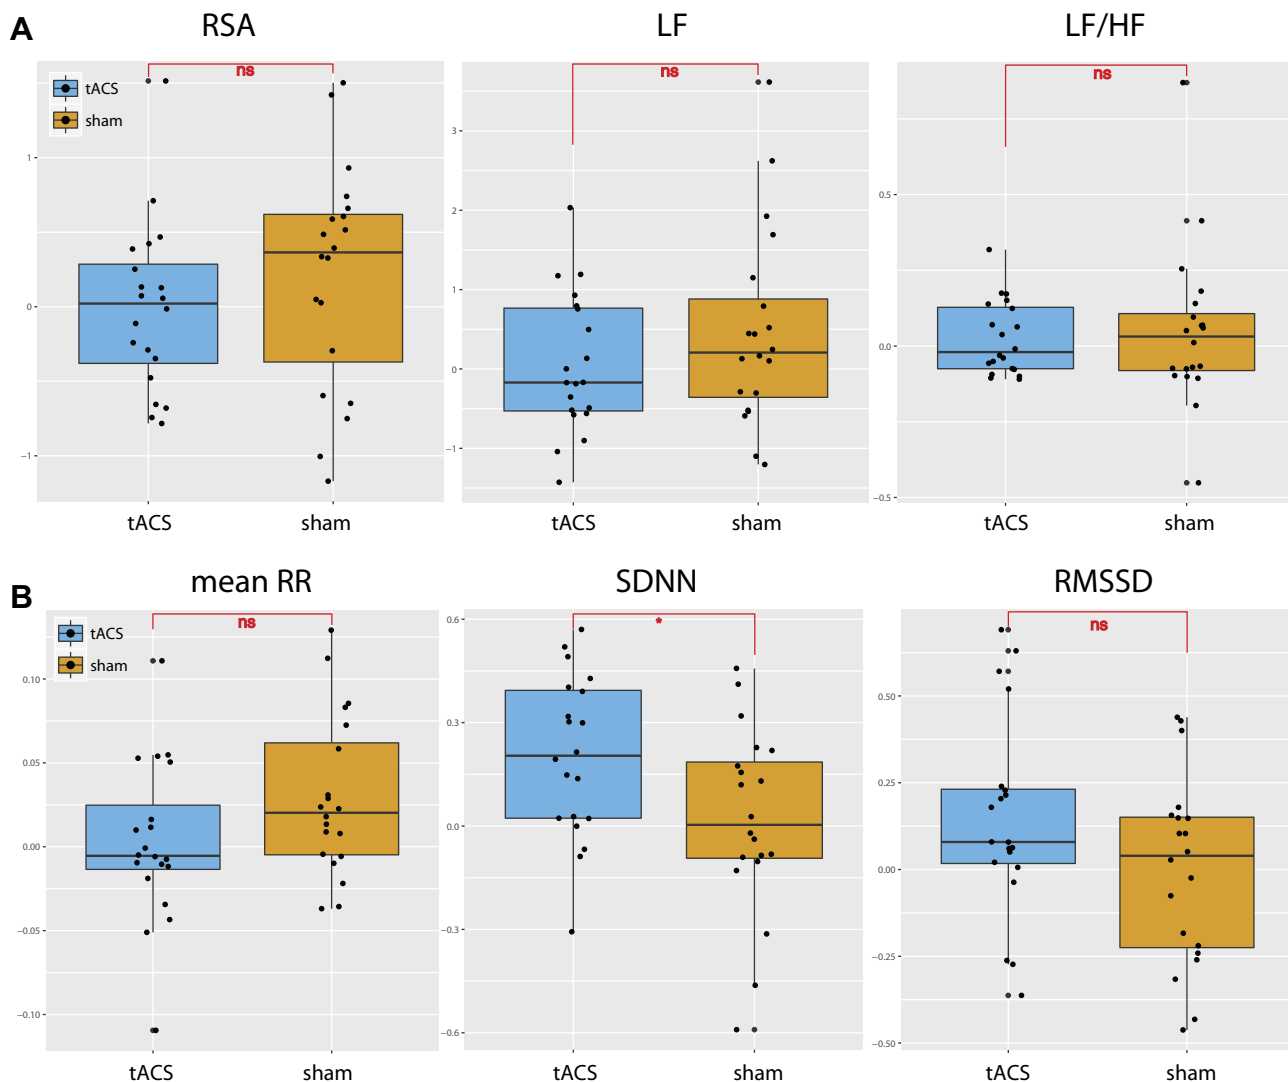 A
RSA
LF
LF/HF
ns
ns
ns
tACS
sham
1
0
−1
3
2
1
0
−1
0.5
0.0
−0.5
tACS
sham
tACS
sham
tACS
sham
B
mean RR
SDNN
RMSSD
ns
*
ns
tACS
sham
0.10
0.05
0.00
−0.05
−0.10
0.6
0.3
0.0
−0.3
−0.6
0.50
0.25
0.00
−0.25
−0.50
tACS
sham
tACS
sham
tACS
sham